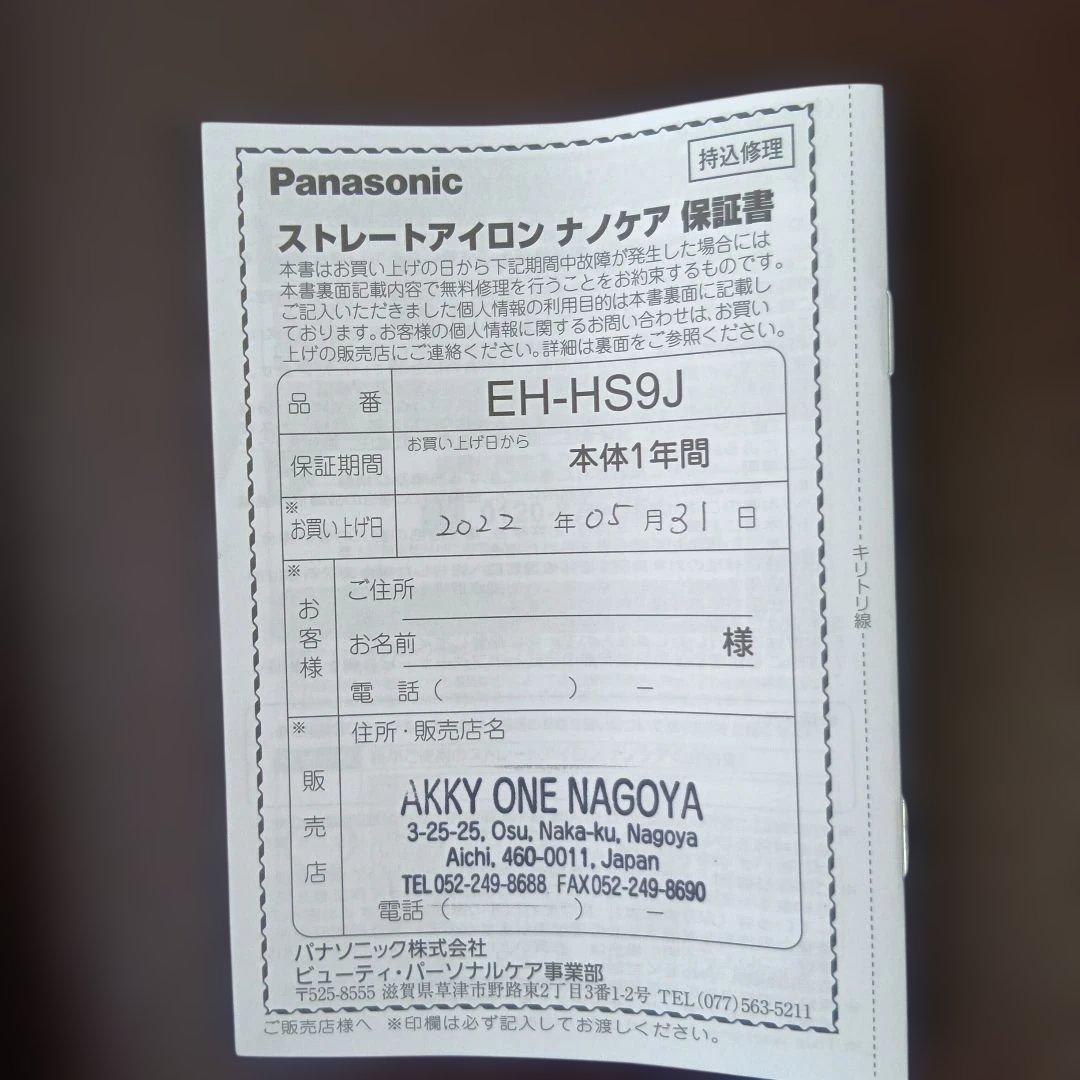 持込修理
Panasonic
ストレートアイロン ナノケア 保証書
本書はお買い上げの日から下記期間中故障が発生した場合には
本書裏面記載内容で無料修理を行うことをお約束するものです。
ご記入いただきました個人情報の利用目的は本書裏面に記載し
ております。お客様の個人情報に関するお問い合わせは、お買い
上げの販売店にご連絡ください。詳細は裏面をご参照ください。
品番 EH-HS9J
保証期間 お買い上げ日から 本体1年間
※
お買い上げ日 2022 年 05 月 31 日
※
お客様
ご住所
お名前 様
電話( ) －
※
販売店
住所・販売店名
AKKY ONE NAGOYA
3-25-25, Osu, Naka-ku, Nagoya
Aichi, 460-0011, Japan
TEL052-249-8688 FAX052-249-8690
電話( ) －
パナソニック株式会社
ビューティ・パーソナルケア事業部
〒525-8555 滋賀県草津市野路東2丁目3番1-2号 TEL(077)563-5211
ご販売店様へ ※印欄は必ず記入してお渡しください。
キリトリ線